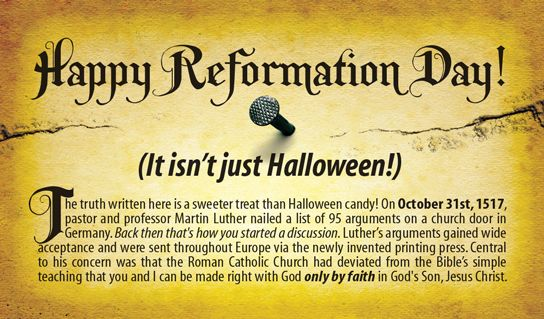 Happy Reformation Day!
(It isn't just Halloween!)
The truth written here is a sweeter treat than Halloween candy! On October 31st, 1517,
pastor and professor Martin Luther nailed a list of 95 arguments on a church door in
Germany. Back then that's how you started a discussion. Luther's arguments gained wide
acceptance and were sent throughout Europe via the newly invented printing press. Central
to his concern was that the Roman Catholic Church had deviated from the Bible's simple
teaching that you and I can be made right with God only by faith in God's Son, Jesus Christ.